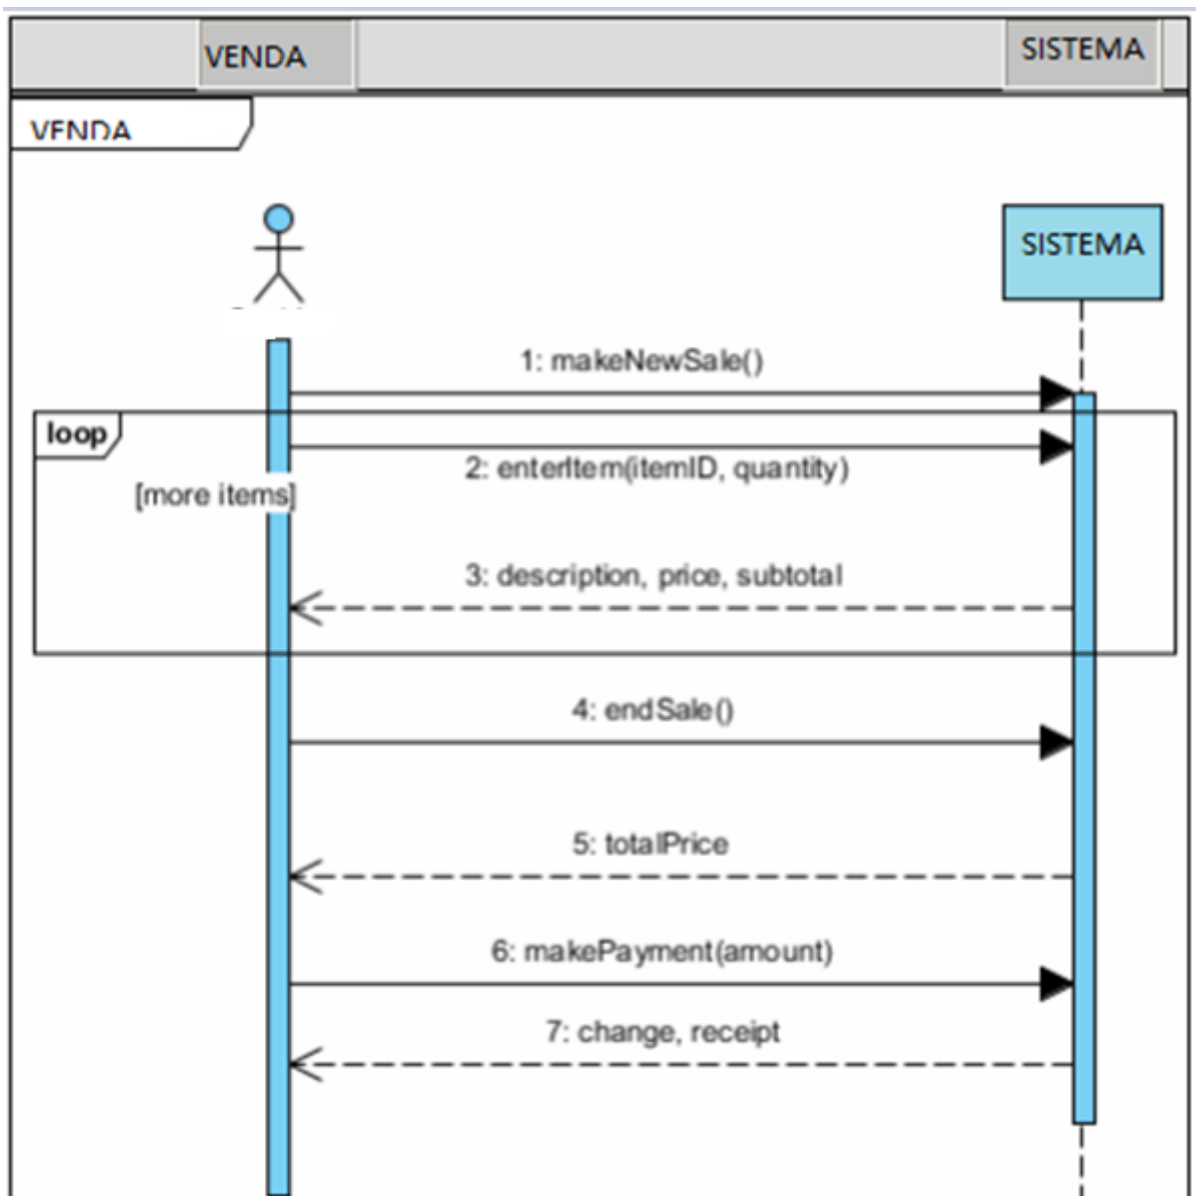 VENDA
SISTEMA
VENDA
SISTEMA
1: makeNewSale()
loop
2: enterItem(itemID, quantity)
[more items]
3: description, price, subtotal
4: endSale()
5: totalPrice
6: makePayment(amount)
7: change, receipt